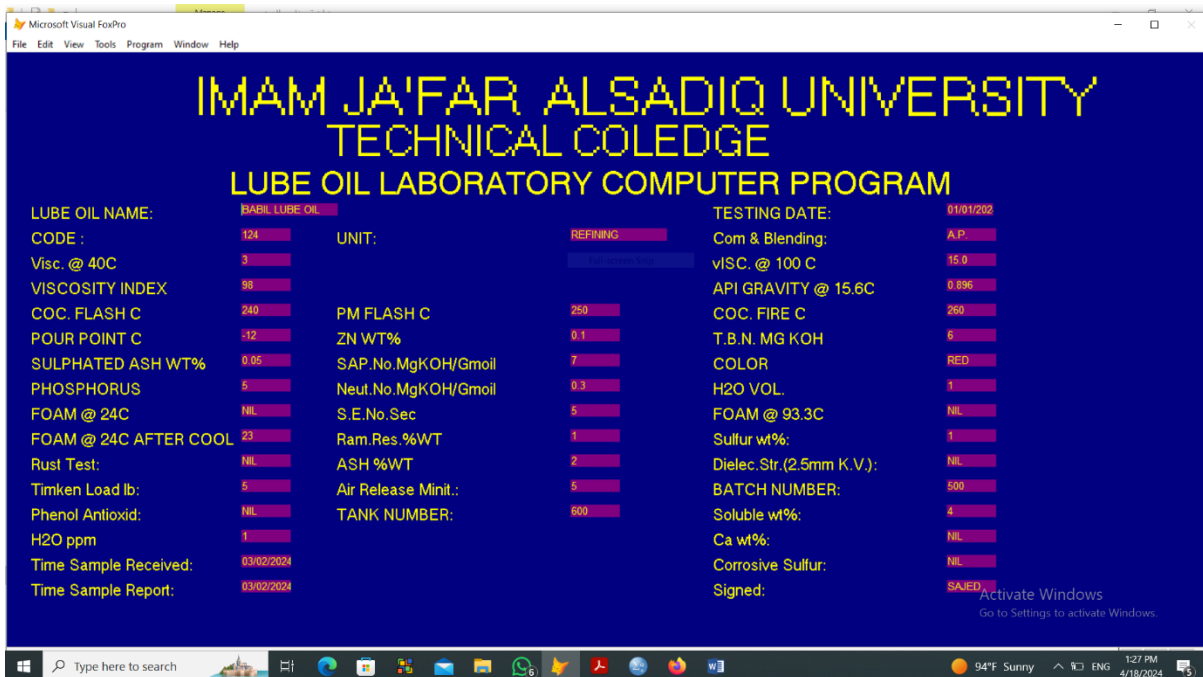 Microsoft Visual FoxPro
File Edit View Tools Program Window Help
IMAM JA'FAR ALSADIQ UNIVERSITY
TECHNICAL COLEDGE
LUBE OIL LABORATORY COMPUTER PROGRAM
LUBE OIL NAME: BABIL LUBE OIL TESTING DATE: 01/01/202
CODE : 124 UNIT: REFINING Com & Blending: A.P.
Visc. @ 40C 3 vISC. @ 100 C 15.0
VISCOSITY INDEX 98 API GRAVITY @ 15.6C 0.896
COC. FLASH C 240 PM FLASH C 250 COC. FIRE C 260
POUR POINT C -12 ZN WT% 0.1 T.B.N. MG KOH 6
SULPHATED ASH WT% 0.05 SAP.No.MgKOH/Gmoil 7 COLOR RED
PHOSPHORUS 5 Neut.No.MgKOH/Gmoil 0.3 H2O VOL. 1
FOAM @ 24C NIL S.E.No.Sec 5 FOAM @ 93.3C NIL
FOAM @ 24C AFTER COOL 23 Ram.Res.%WT 1 Sulfur wt%: 1
Rust Test: NIL ASH %WT 2 Dielec.Str.(2.5mm K.V.): NIL
Timken Load lb: 5 Air Release Minit.: 5 BATCH NUMBER: 500
Phenol Antioxid: NIL TANK NUMBER: 600 Soluble wt%: 4
H2O ppm 1 Ca wt%: NIL
Time Sample Received: 03/02/2024 Corrosive Sulfur: NIL
Time Sample Report: 03/02/2024 Signed: SAJED
Activate Windows
Go to Settings to activate Windows.
Type here to search 6 94°F Sunny ENG 1:27 PM 4/18/2024 5